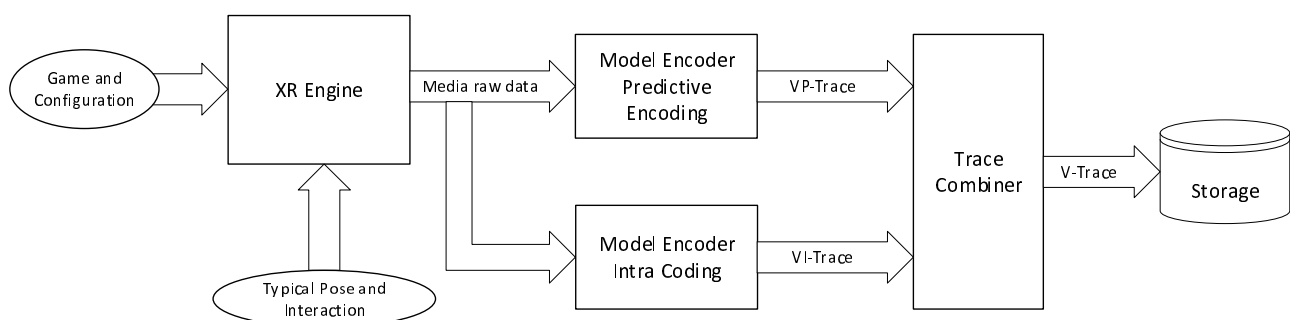 Game and
Configuration
XR Engine
Media raw data
Model Encoder
Predictive
Encoding
VP-Trace
Trace
Combiner
V-Trace
Storage
Model Encoder
Intra Coding
VI-Trace
Typical Pose and
Interaction